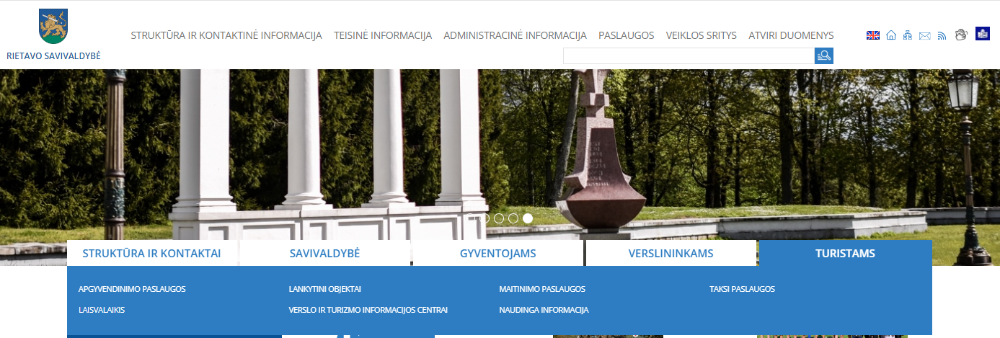 RIETAVO SAVIVALDYBĖ
STRUKTŪRA IR KONTAKTINĖ INFORMACIJA TEISINĖ INFORMACIJA ADMINISTRACINĖ INFORMACIJA PASLAUGOS VEIKLOS SRITYS ATVIRI DUOMENYS
STRUKTŪRA IR KONTAKTAI SAVIVALDYBĖ GYVENTOJAMS VERSLININKAMS TURISTAMS
APGYVENDINIMO PASLAUGOS LANKYTINI OBJEKTAI MAITINIMO PASLAUGOS TAKSI PASLAUGOS
LAISVALAIKIS VERSLO IR TURIZMO INFORMACIJOS CENTRAI NAUDINGA INFORMACIJA